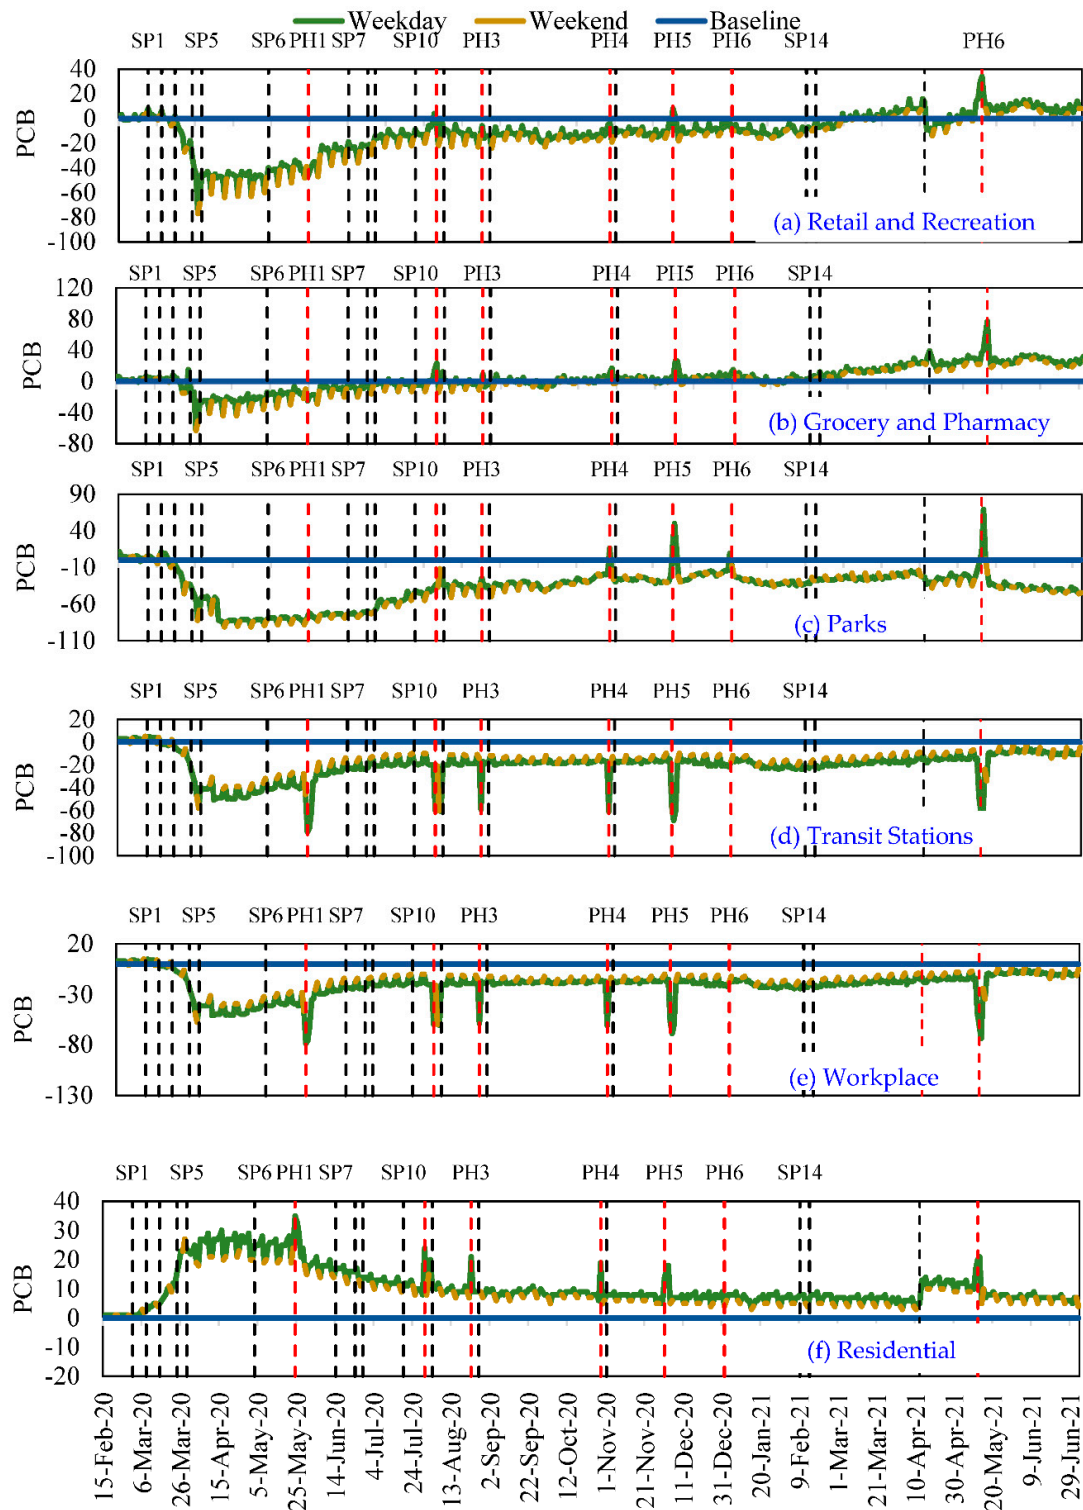 Weekday Weekend Baseline
SP1 SP5 SP6 PH1 SP7 SP10 PH3 PH4 PH5 PH6 SP14 PH6
40
20
0
-20
-40
-60
-80
-100
PCB
(a) Retail and Recreation
SP1 SP5 SP6 PH1 SP7 SP10 PH3 PH4 PH5 PH6 SP14
120
80
40
0
-40
-80
PCB
(b) Grocery and Pharmacy
SP1 SP5 SP6 PH1 SP7 SP10 PH3 PH4 PH5 PH6 SP14
90
40
-10
-60
-110
PCB
(c) Parks
SP1 SP5 SP6 PH1 SP7 SP10 PH3 PH4 PH5 PH6 SP14
20
0
-20
-40
-60
-80
-100
PCB
(d) Transit Stations
SP1 SP5 SP6 PH1 SP7 SP10 PH3 PH4 PH5 PH6 SP14
20
-30
-80
-130
PCB
(e) Workplace
SP1 SP5 SP6 PH1 SP7 SP10 PH3 PH4 PH5 PH6 SP14
40
30
20
10
0
-10
-20
PCB
(f) Residential
15-Feb-20
6-Mar-20
26-Mar-20
15-Apr-20
5-May-20
25-May-20
14-Jun-20
4-Jul-20
24-Jul-20
13-Aug-20
2-Sep-20
22-Sep-20
12-Oct-20
1-Nov-20
21-Nov-20
11-Dec-20
31-Dec-20
20-Jan-21
9-Feb-21
1-Mar-21
21-Mar-21
10-Apr-21
30-Apr-21
20-May-21
9-Jun-21
29-Jun-21